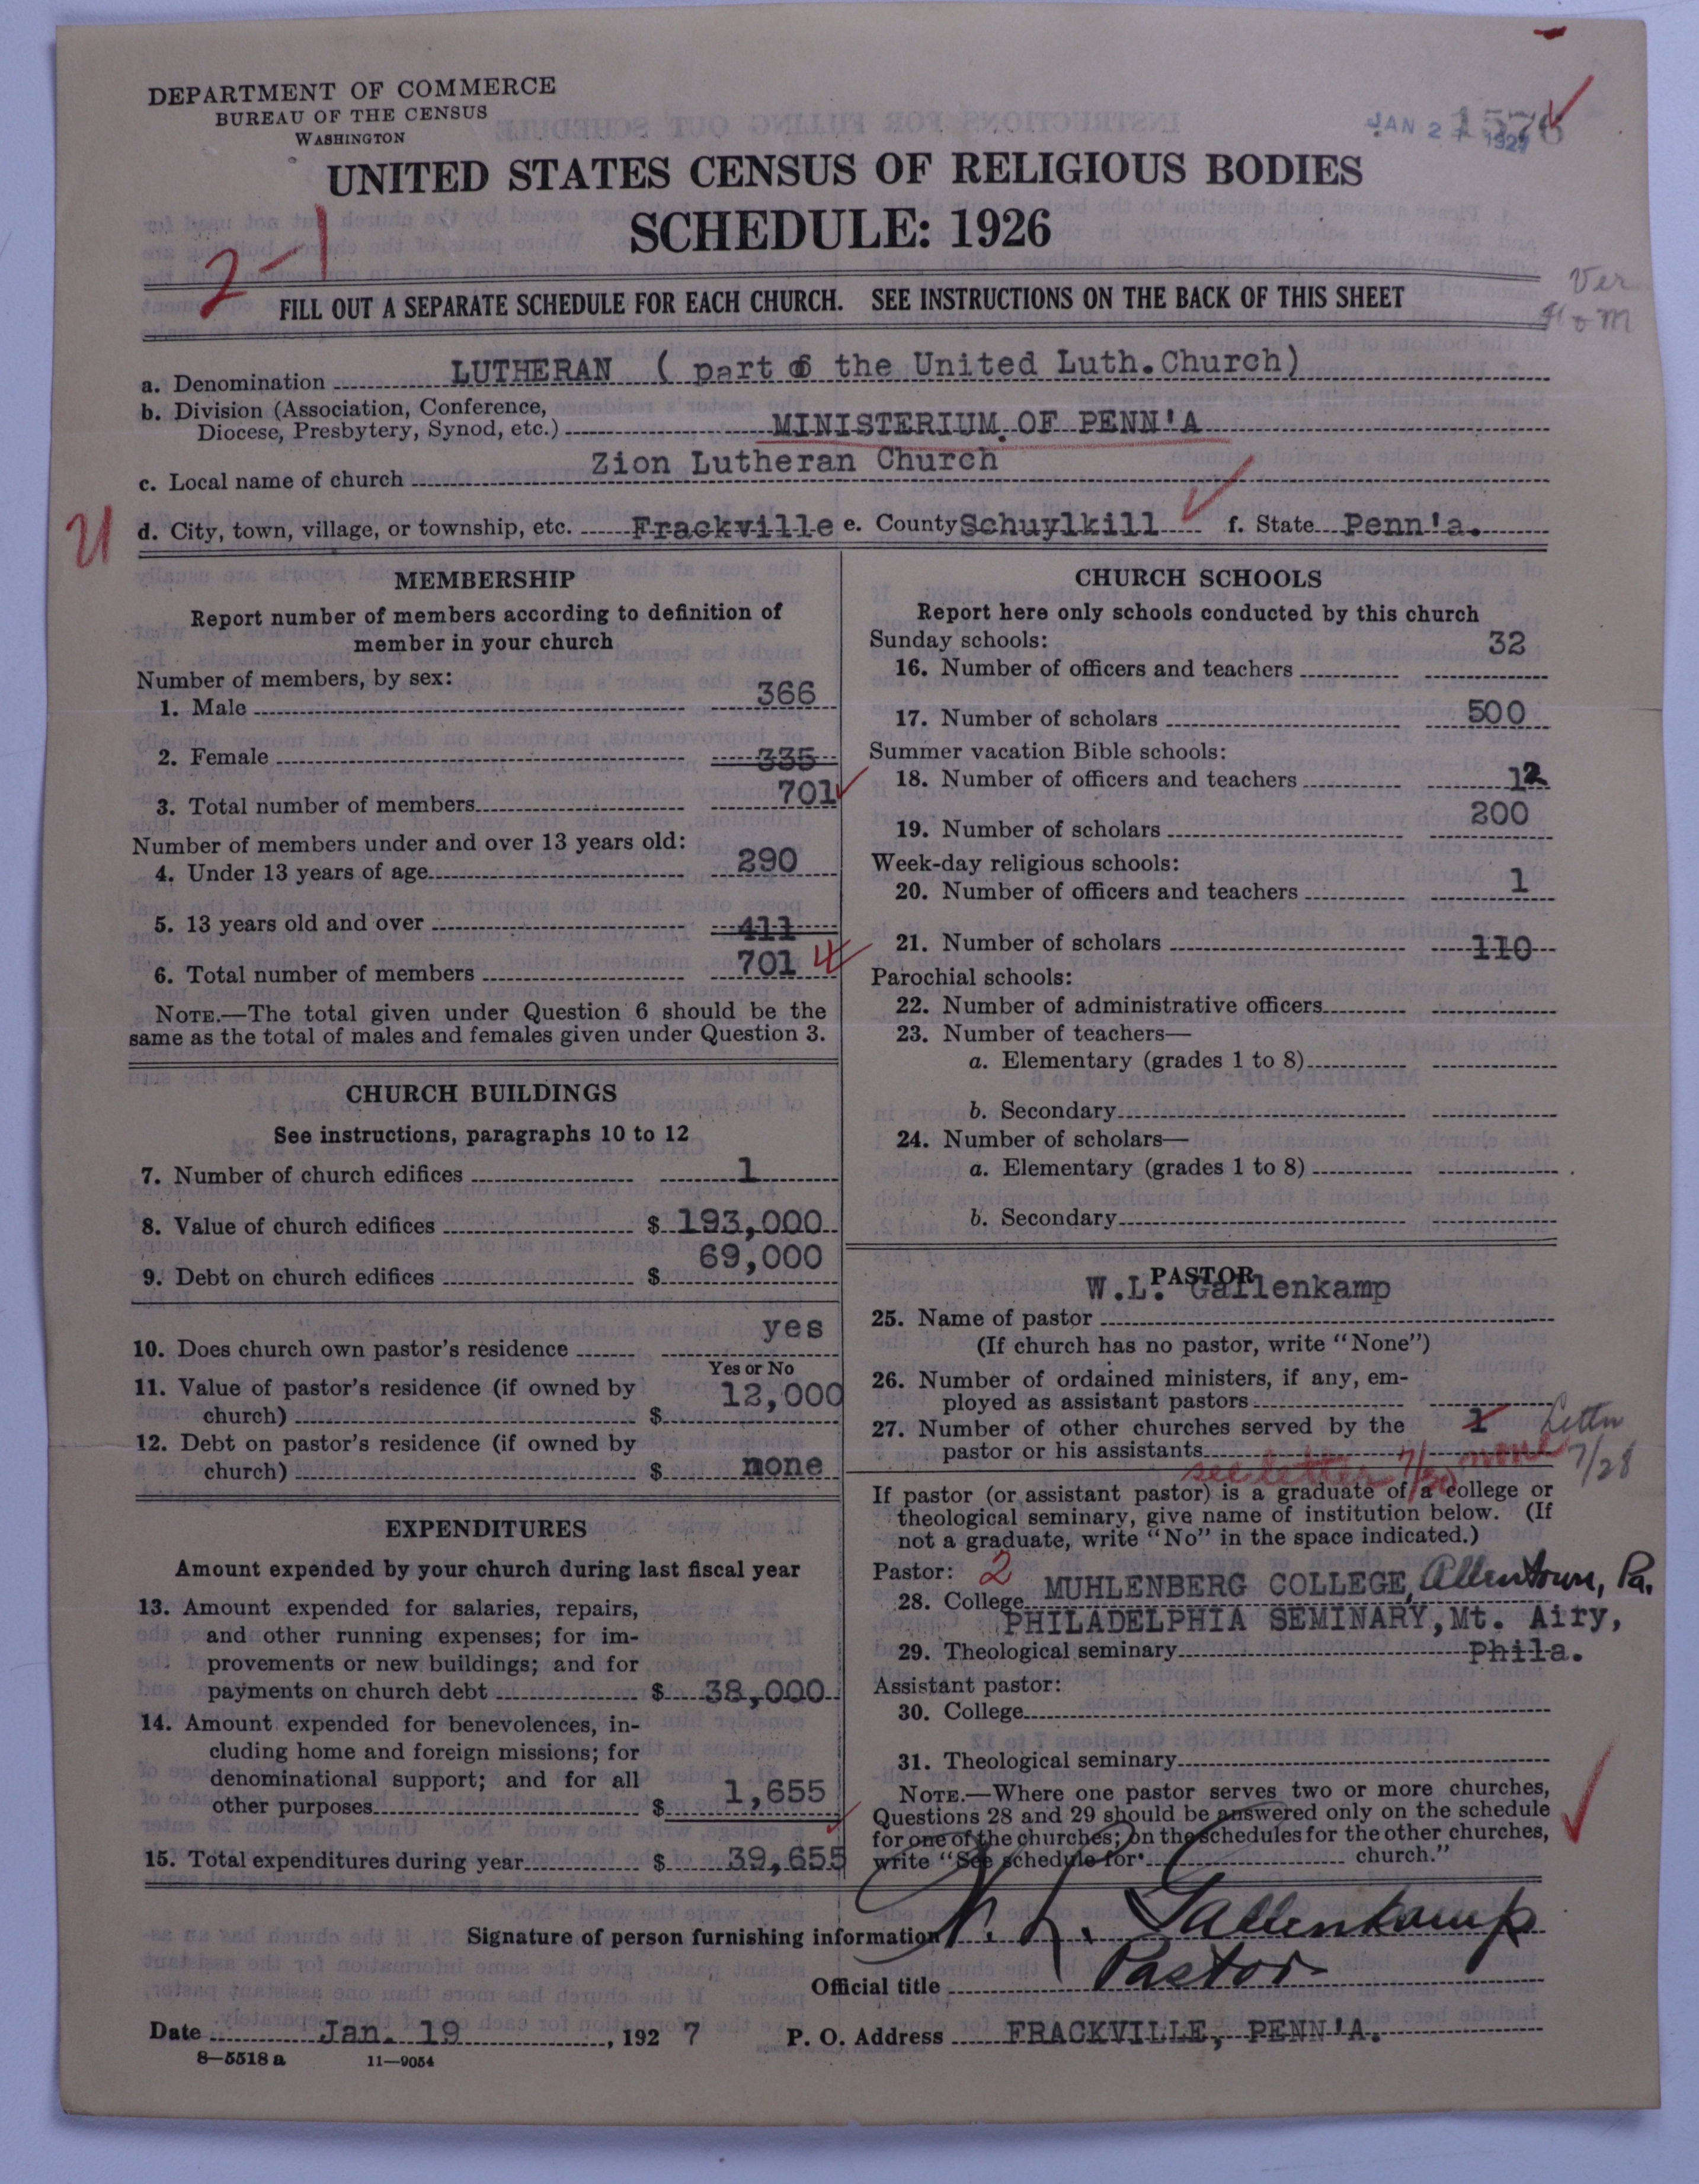 DEPARTMENT OF COMMERCE
BUREAU OF THE CENSUS
WASHINGTON
JAN 2 1927
1576
UNITED STATES CENSUS OF RELIGIOUS BODIES
SCHEDULE: 1926
2-1
FILL OUT A SEPARATE SCHEDULE FOR EACH CHURCH. SEE INSTRUCTIONS ON THE BACK OF THIS SHEET
Ver
a. Denomination LUTHERAN ( part of the United Luth.Church)
b. Division (Association, Conference,
Diocese, Presbytery, Synod, etc.) MINISTERIUM OF PENN'A
c. Local name of church Zion Lutheran Church
d. City, town, village, or township, etc. Frackville e. County Schuylkill f. State Penn'a.
MEMBERSHIP
Report number of members according to definition of
member in your church
Number of members, by sex:
1. Male 366
2. Female 335
3. Total number of members 701
Number of members under and over 13 years old:
4. Under 13 years of age 290
5. 13 years old and over 411
6. Total number of members 701 4
NOTE.—The total given under Question 6 should be the
same as the total of males and females given under Question 3.
CHURCH BUILDINGS
See instructions, paragraphs 10 to 12
7. Number of church edifices 1
8. Value of church edifices $ 193,000
9. Debt on church edifices $ 69,000
10. Does church own pastor's residence yes
Yes or No
11. Value of pastor's residence (if owned by
church) $ 12,000
12. Debt on pastor's residence (if owned by
church) $ none
EXPENDITURES
Amount expended by your church during last fiscal year
13. Amount expended for salaries, repairs,
and other running expenses; for im-
provements or new buildings; and for
payments on church debt $ 38,000
14. Amount expended for benevolences, in-
cluding home and foreign missions; for
denominational support; and for all
other purposes $ 1,655
15. Total expenditures during year $ 39,655
CHURCH SCHOOLS
Report here only schools conducted by this church
Sunday schools:
16. Number of officers and teachers 32
17. Number of scholars 500
Summer vacation Bible schools:
18. Number of officers and teachers 12
19. Number of scholars 200
Week-day religious schools:
20. Number of officers and teachers 1
21. Number of scholars 110
Parochial schools:
22. Number of administrative officers
23. Number of teachers—
a. Elementary (grades 1 to 8)
b. Secondary
24. Number of scholars—
a. Elementary (grades 1 to 8)
b. Secondary
PASTOR
25. Name of pastor W.L. Gallenkamp
(If church has no pastor, write "None")
26. Number of ordained ministers, if any, em-
ployed as assistant pastors
27. Number of other churches served by the
pastor or his assistants 1 none
see letter 7/30
Letter
7/28
If pastor (or assistant pastor) is a graduate of a college or
theological seminary, give name of institution below. (If
not a graduate, write "No" in the space indicated.)
Pastor: 2
28. College MUHLENBERG COLLEGE, Allentown, Pa.
PHILADELPHIA SEMINARY, Mt. Airy,
29. Theological seminary Phila.
Assistant pastor:
30. College
31. Theological seminary
NOTE.—Where one pastor serves two or more churches,
Questions 28 and 29 should be answered only on the schedule
for one of the churches; on the schedules for the other churches,
write "See schedule for church."
Signature of person furnishing information W. L. Gallenkamp
Official title Pastor
Date Jan. 19, 1927 P. O. Address FRACKVILLE, PENN'A.
8—5518 a 11—9054